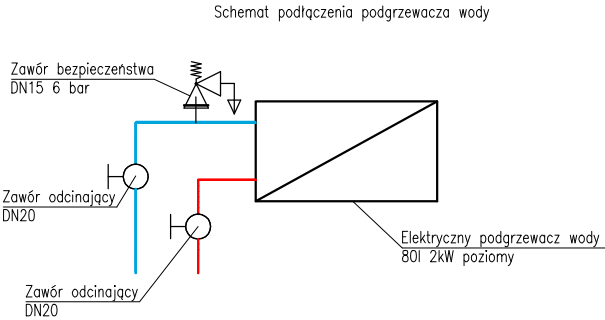 Schemat podłączenia podgrzewacza wody
Zawór bezpieczeństwa
DN15 6 bar
Zawór odcinający
DN20
Elektryczny podgrzewacz wody
80l 2kW poziomy
Zawór odcinający
DN20